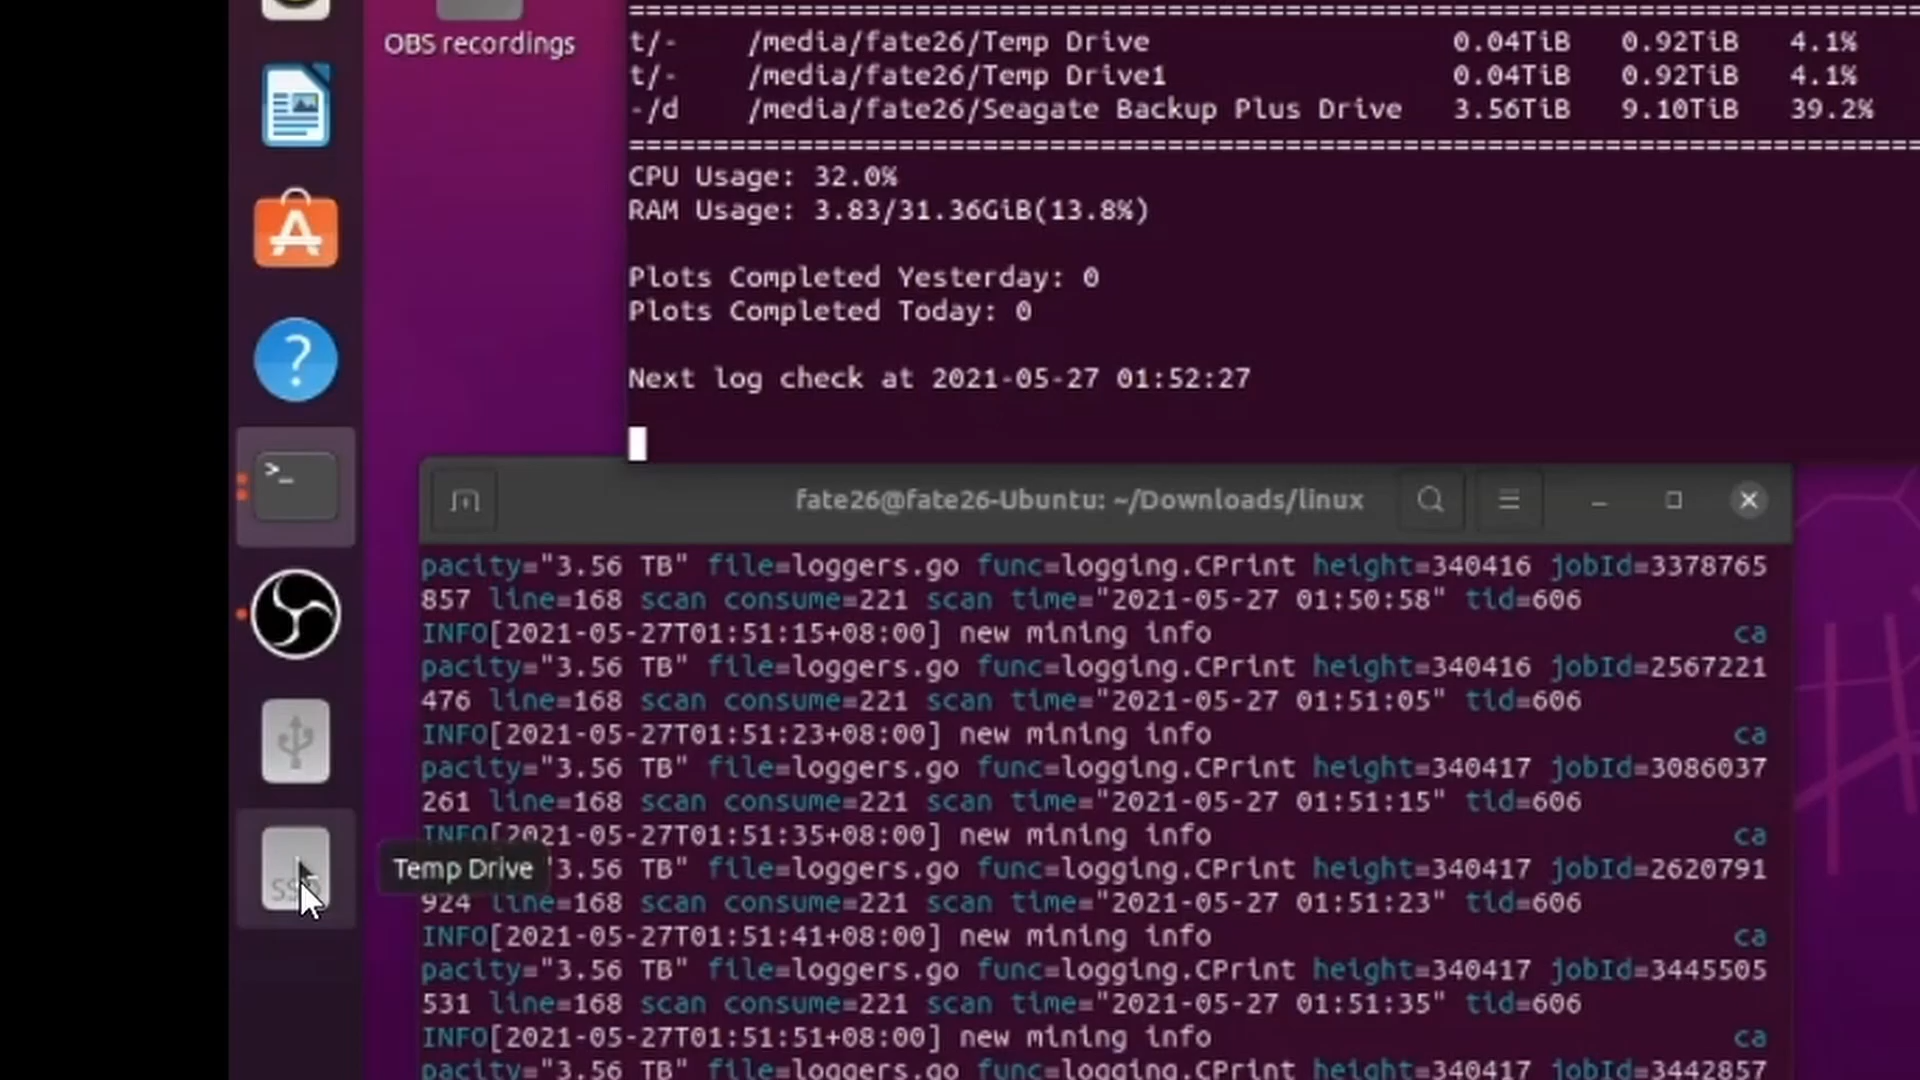 OBS recordings
================================================================================
t/- /media/fate26/Temp Drive 0.04TiB 0.92TiB 4.1%
t/- /media/fate26/Temp Drive1 0.04TiB 0.92TiB 4.1%
-/d /media/fate26/Seagate Backup Plus Drive 3.56TiB 9.10TiB 39.2%
================================================================================
CPU Usage: 32.0%
RAM Usage: 3.83/31.36GiB(13.8%)
Plots Completed Yesterday: 0
Plots Completed Today: 0
Next log check at 2021-05-27 01:52:27
fate26@fate26-Ubuntu: ~/Downloads/linux
pacity="3.56 TB" file=loggers.go func=logging.CPrint height=340416 jobId=3378765
857 line=168 scan consume=221 scan time="2021-05-27 01:50:58" tid=606
INFO[2021-05-27T01:51:15+08:00] new mining info ca
pacity="3.56 TB" file=loggers.go func=logging.CPrint height=340416 jobId=2567221
476 line=168 scan consume=221 scan time="2021-05-27 01:51:05" tid=606
INFO[2021-05-27T01:51:23+08:00] new mining info ca
pacity="3.56 TB" file=loggers.go func=logging.CPrint height=340417 jobId=3086037
261 line=168 scan consume=221 scan time="2021-05-27 01:51:15" tid=606
INFO[2021-05-27T01:51:35+08:00] new mining info ca
"3.56 TB" file=loggers.go func=logging.CPrint height=340417 jobId=2620791
924 line=168 scan consume=221 scan time="2021-05-27 01:51:23" tid=606
INFO[2021-05-27T01:51:41+08:00] new mining info ca
pacity="3.56 TB" file=loggers.go func=logging.CPrint height=340417 jobId=3445505
531 line=168 scan consume=221 scan time="2021-05-27 01:51:35" tid=606
INFO[2021-05-27T01:51:51+08:00] new mining info ca
pacity="3.56 TB" file=loggers.go func=logging.CPrint height=340417 jobId=3442857
Temp Drive